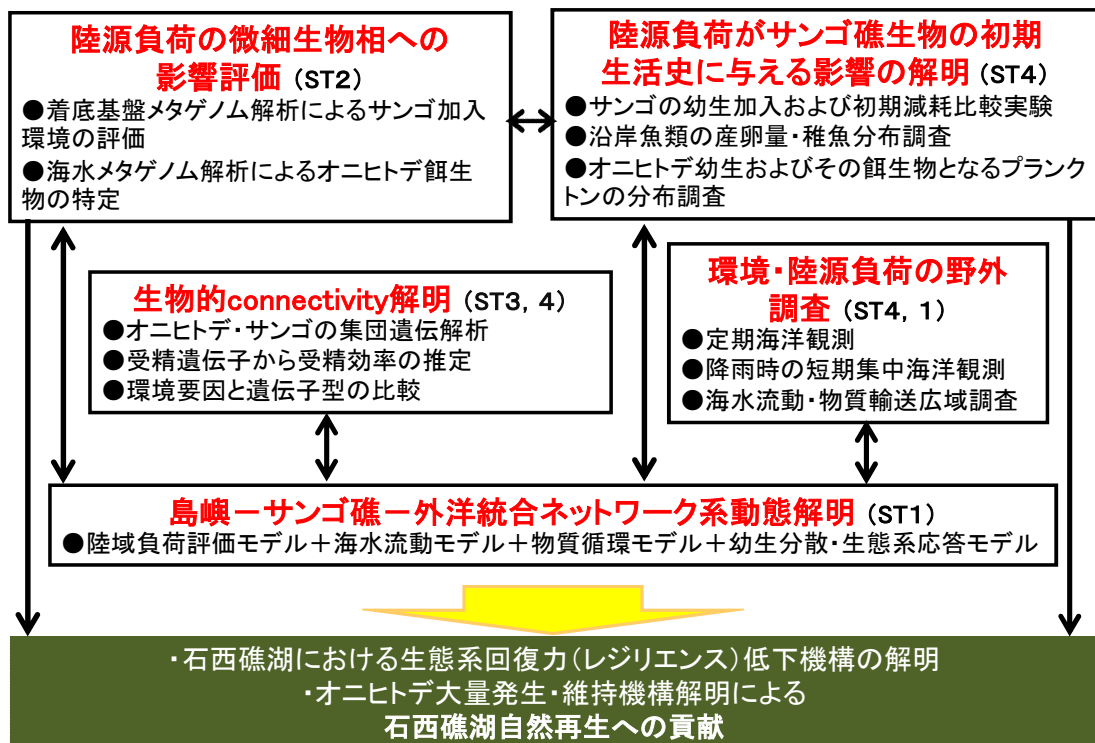 陸源負荷の微細生物相への
影響評価 (ST2)
●着底基盤メタゲノム解析によるサンゴ加入
環境の評価
●海水メタゲノム解析によるオニヒトデ餌生
物の特定
陸源負荷がサンゴ礁生物の初期
生活史に与える影響の解明 (ST4)
●サンゴの幼生加入および初期減耗比較実験
●沿岸魚類の産卵量・稚魚分布調査
●オニヒトデ幼生およびその餌生物となるプランク
トンの分布調査
生物的connectivity解明 (ST3, 4)
●オニヒトデ・サンゴの集団遺伝解析
●受精遺伝子から受精効率の推定
●環境要因と遺伝子型の比較
環境・陸源負荷の野外
調査 (ST4, 1)
●定期海洋観測
●降雨時の短期集中海洋観測
●海水流動・物質輸送広域調査
島嶼－サンゴ礁－外洋統合ネットワーク系動態解明 (ST1)
●陸域負荷評価モデル＋海水流動モデル＋物質循環モデル＋幼生分散・生態系応答モデル
・石西礁湖における生態系回復力（レジリエンス）低下機構の解明
・オニヒトデ大量発生・維持機構解明による
石西礁湖自然再生への貢献